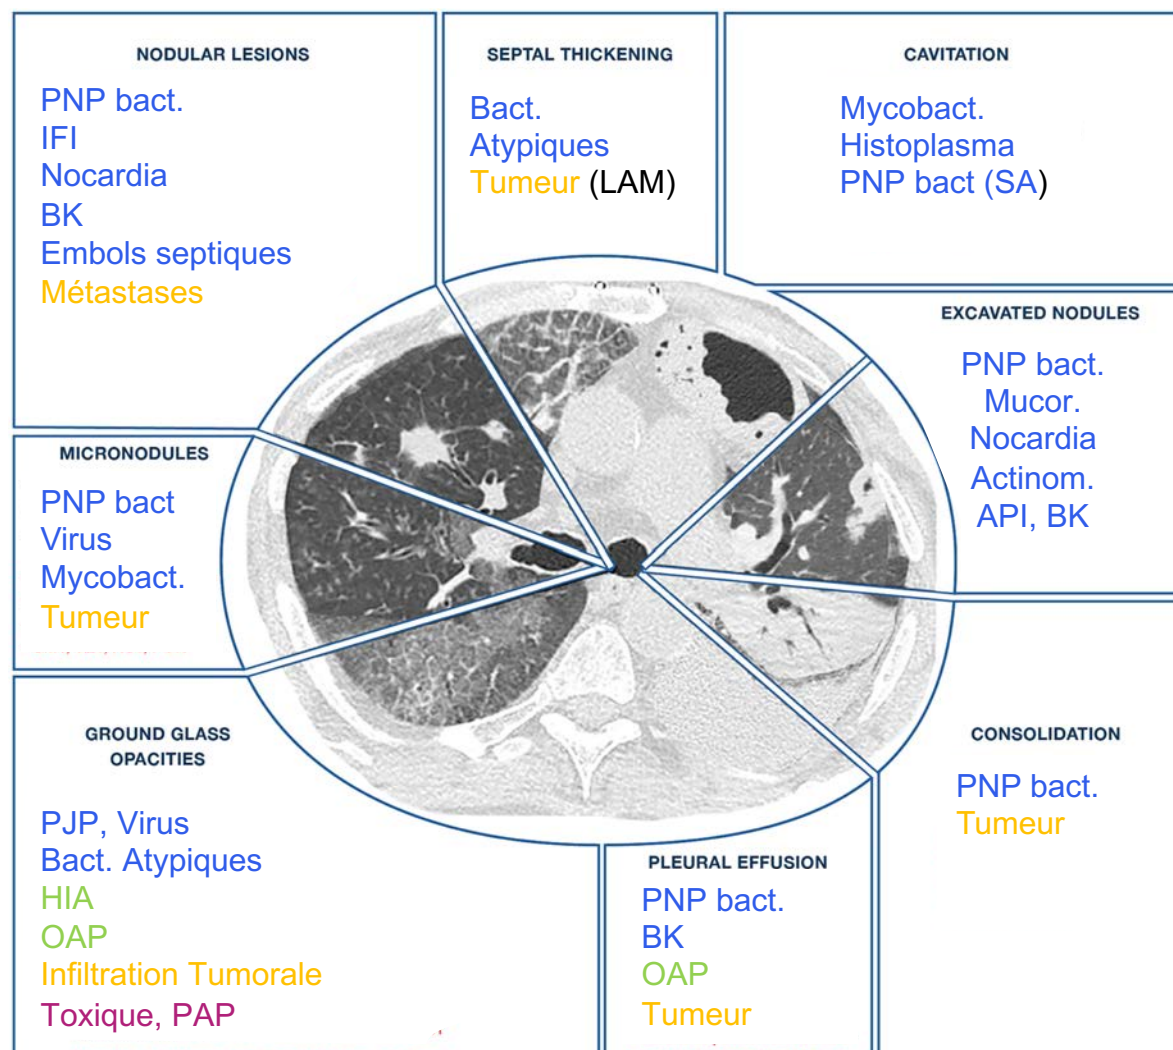 NODULAR LESIONS
PNP bact.
IFI
Nocardia
BK
Embols septiques
Métastases
SEPTAL THICKENING
Bact.
Atypiques
Tumeur (LAM)
CAVITATION
Mycobact.
Histoplasma
PNP bact (SA)
EXCAVATED NODULES
PNP bact.
Mucor.
Nocardia
Actinom.
API, BK
MICRONODULES
PNP bact
Virus
Mycobact.
Tumeur
GROUND GLASS
OPACITIES
PJP, Virus
Bact. Atypiques
HIA
OAP
Infiltration Tumorale
Toxique, PAP
PLEURAL EFFUSION
PNP bact.
BK
OAP
Tumeur
CONSOLIDATION
PNP bact.
Tumeur